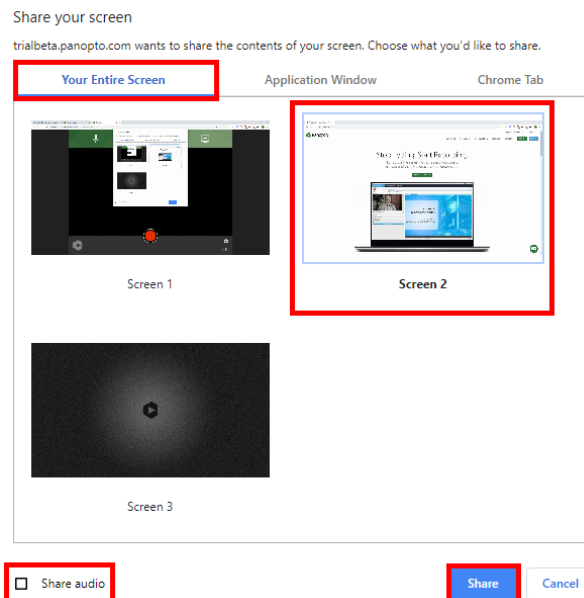 Share your screen
trialbeta.panopto.com wants to share the contents of your screen. Choose what you'd like to share.
Your Entire Screen
Application Window
Chrome Tab
Screen 1
Screen 2
Screen 3
Share audio
Share
Cancel